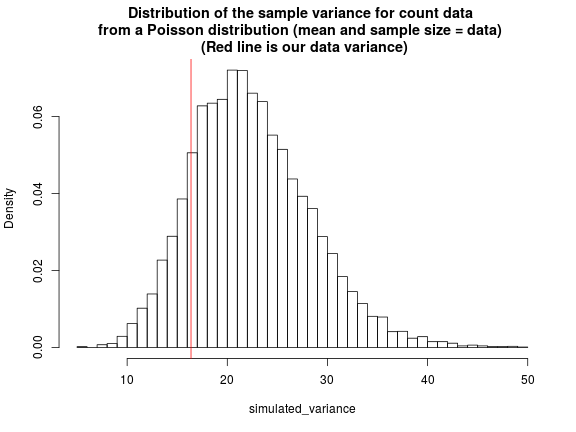 Distribution of the sample variance for count data
from a Poisson distribution (mean and sample size = data)
(Red line is our data variance)
Density
0.06
0.04
0.02
0.00
10 20 30 40 50
simulated_variance